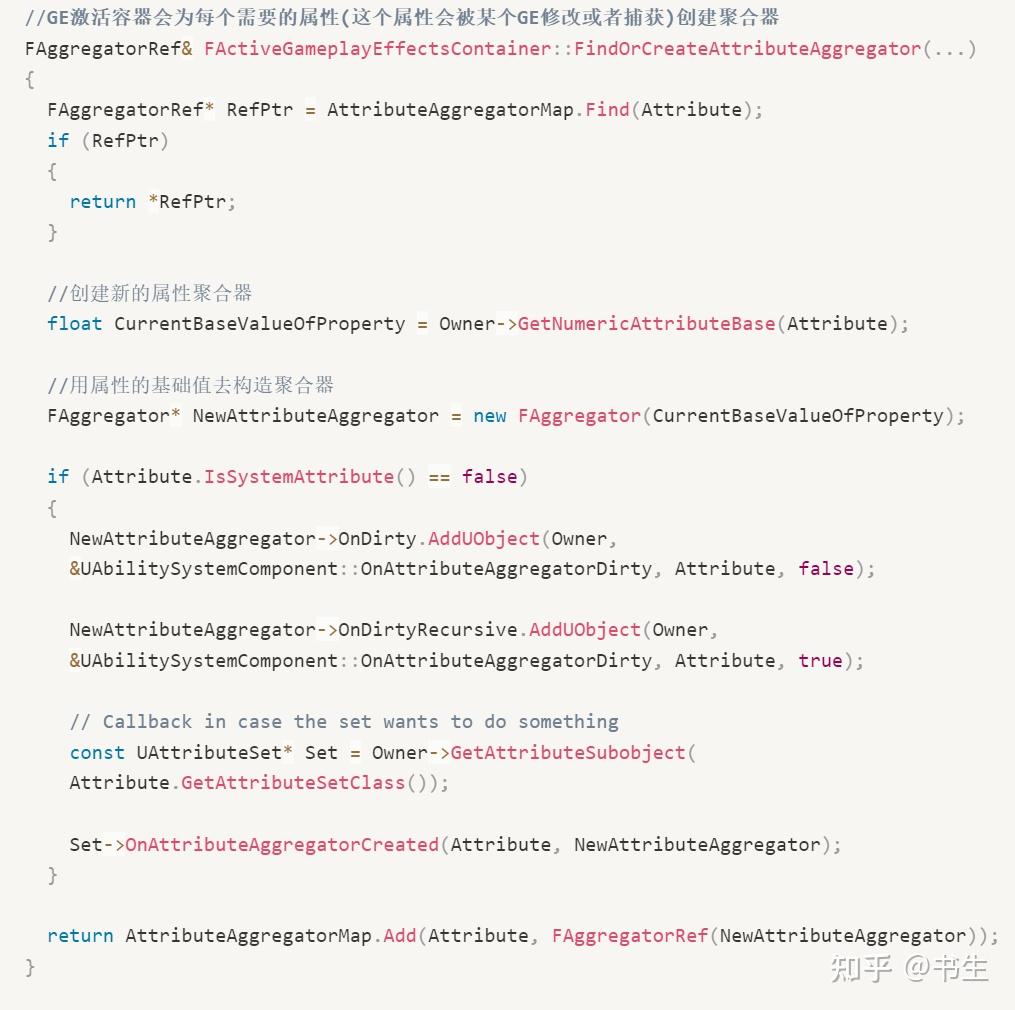 //GE激活容器会为每个需要的属性(这个属性会被某个GE修改或者捕获)创建聚合器
FAggregatorRef& FActiveGameplayEffectsContainer::FindOrCreateAttributeAggregator(...)
{
  FAggregatorRef* RefPtr = AttributeAggregatorMap.Find(Attribute);
  if (RefPtr)
  {
    return *RefPtr;
  }

  //创建新的属性聚合器
  float CurrentBaseValueOfProperty = Owner->GetNumericAttributeBase(Attribute);

  //用属性的基础值去构造聚合器
  FAggregator* NewAttributeAggregator = new FAggregator(CurrentBaseValueOfProperty);

  if (Attribute.IsSystemAttribute() == false)
  {
    NewAttributeAggregator->OnDirty.AddUObject(Owner,
    &UAbilitySystemComponent::OnAttributeAggregatorDirty, Attribute, false);

    NewAttributeAggregator->OnDirtyRecursive.AddUObject(Owner,
    &UAbilitySystemComponent::OnAttributeAggregatorDirty, Attribute, true);

    // Callback in case the set wants to do something
    const UAttributeSet* Set = Owner->GetAttributeSubobject(
    Attribute.GetAttributeSetClass());

    Set->OnAttributeAggregatorCreated(Attribute, NewAttributeAggregator);
  }

  return AttributeAggregatorMap.Add(Attribute, FAggregatorRef(NewAttributeAggregator));
}
知乎 @书生